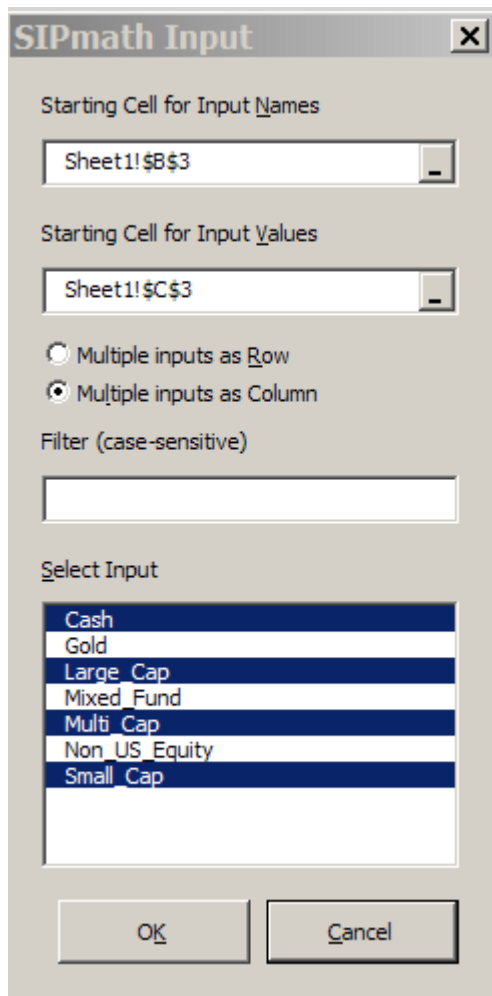 SIPmath Input
Starting Cell for Input Names
Sheet1!$B$3
Starting Cell for Input Values
Sheet1!$C$3
Multiple inputs as Row
Multiple inputs as Column
Filter (case-sensitive)
Select Input
Cash
Gold
Large_Cap
Mixed_Fund
Multi_Cap
Non_US_Equity
Small_Cap
OK
Cancel